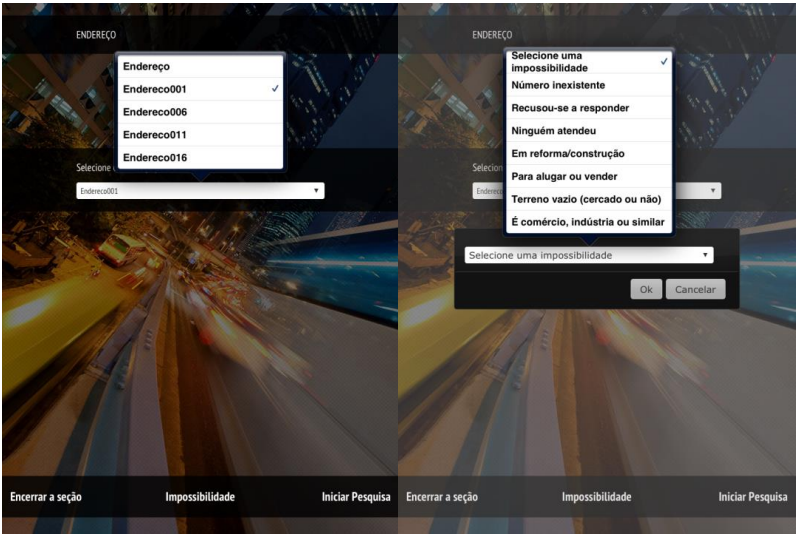 ENDEREÇO
Endereço
Endereco001
Endereco006
Endereco011
Endereco016
Selecione
Endereco001
Encerrar a seção
Impossibilidade
Iniciar Pesquisa
ENDEREÇO
Selecione uma
impossibilidade
Número inexistente
Recusou-se a responder
Ninguém atendeu
Em reforma/construção
Para alugar ou vender
Terreno vazio (cercado ou não)
É comércio, indústria ou similar
Selecione uma impossibilidade
Ok
Cancelar
Encerrar a seção
Impossibilidade
Iniciar Pesquisa